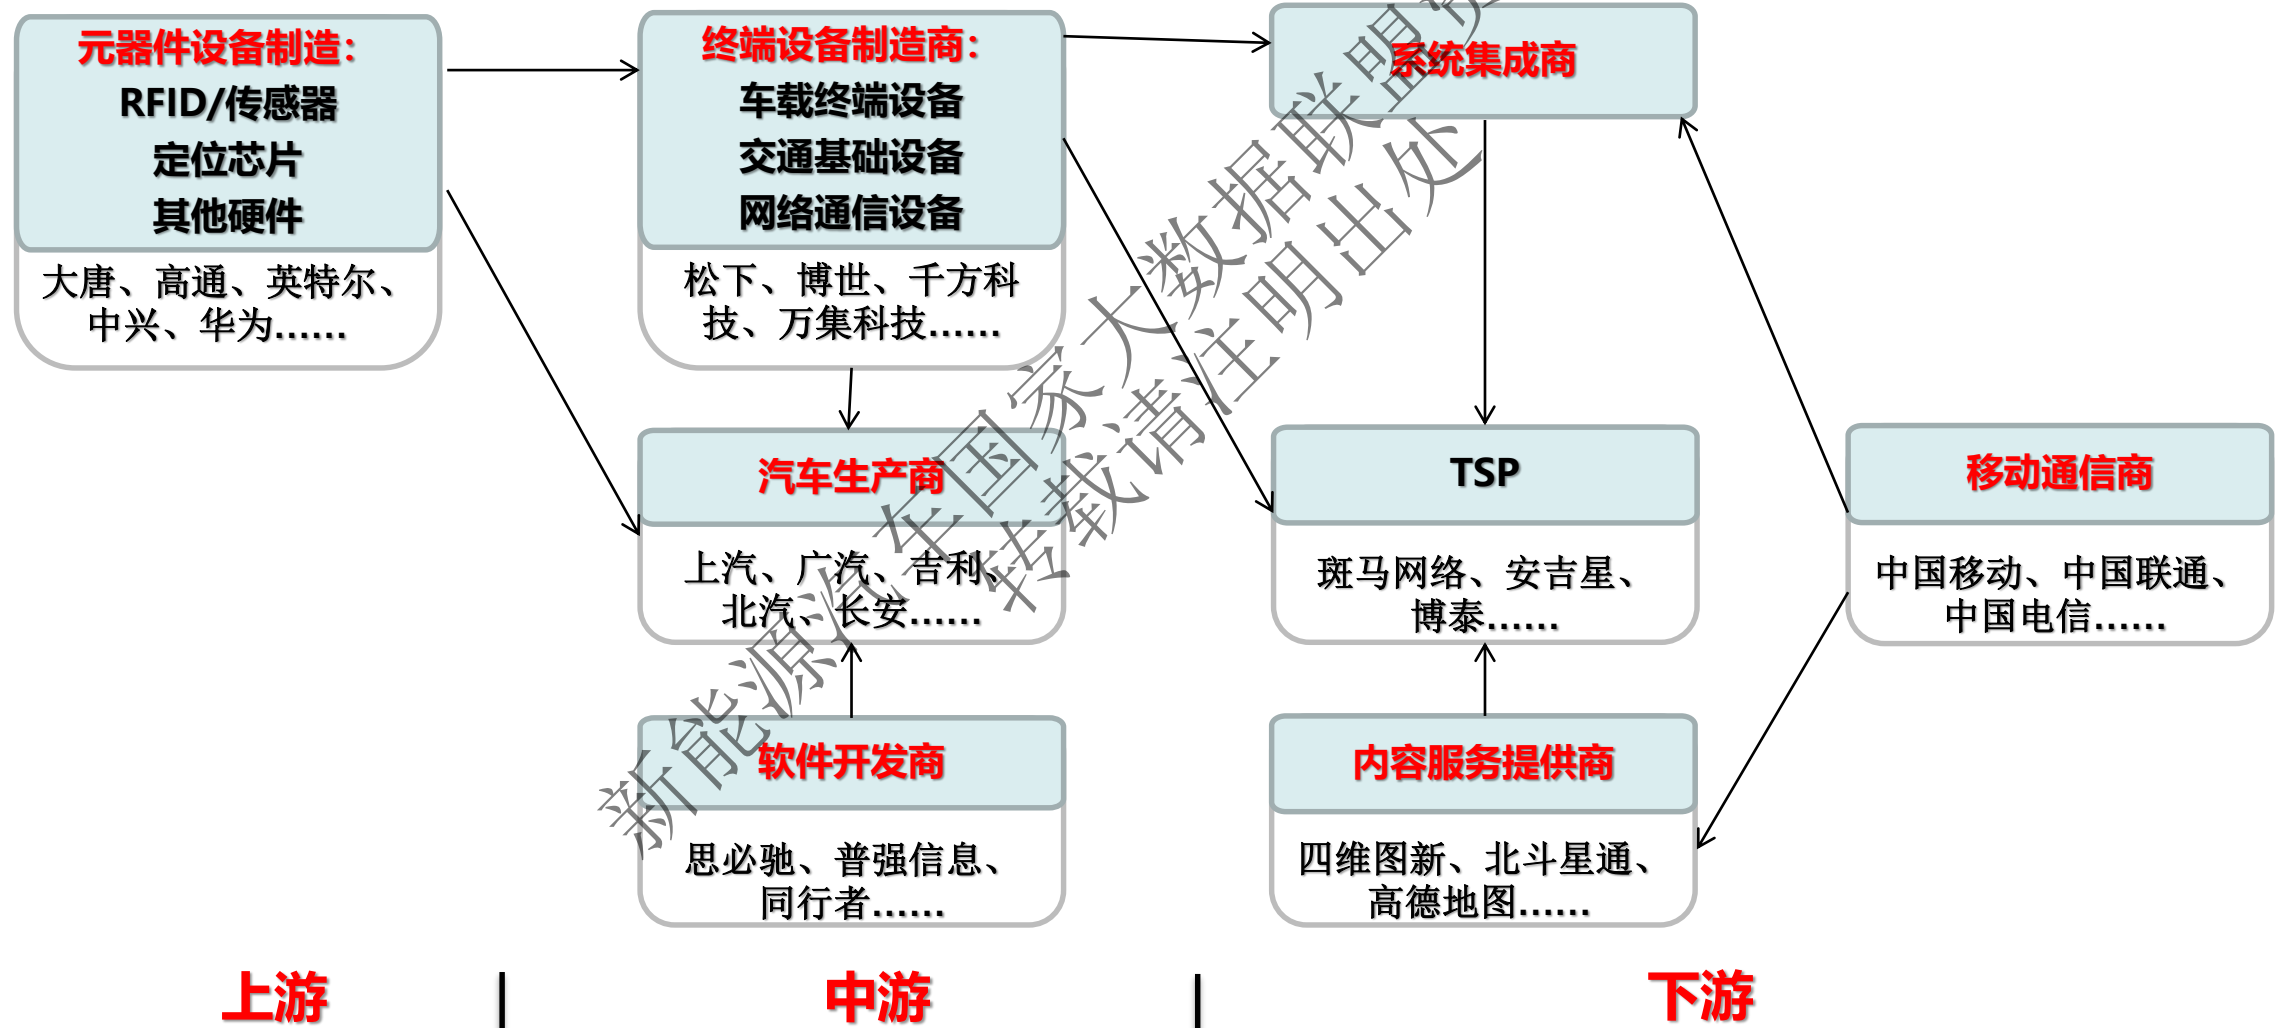 元器件设备制造：
RFID/传感器
定位芯片
其他硬件
大唐、高通、英特尔、
中兴、华为......
终端设备制造商：
车载终端设备
交通基础设备
网络通信设备
松下、博世、千方科
技、万集科技......
系统集成商
汽车生产商
上汽、广汽、吉利、
北汽、长安......
TSP
斑马网络、安吉星、
博泰......
移动通信商
中国移动、中国联通、
中国电信......
软件开发商
思必驰、普强信息、
同行者......
内容服务提供商
四维图新、北斗星通、
高德地图......
上游
中游
下游
新能源汽车国家大数据联盟
转载请注明出处